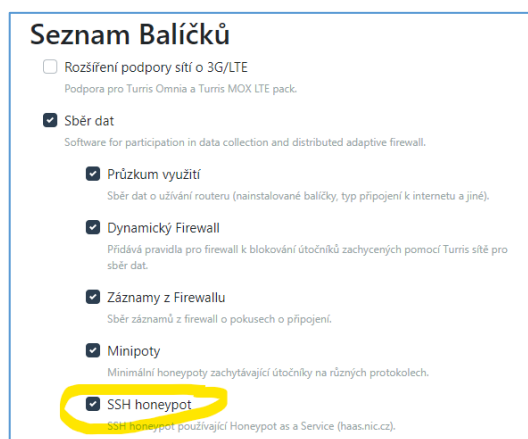 Seznam Balíčků
Rozšíření podpory sítí o 3G/LTE
Podpora pro Turris Omnia a Turris MOX LTE pack.
Sběr dat
Software for participation in data collection and distributed adaptive firewall.
Průzkum využití
Sběr dat o užívání routeru (nainstalované balíčky, typ připojení k internetu a jiné).
Dynamický Firewall
Přidává pravidla pro firewall k blokování útočníků zachycených pomocí Turris sítě pro
sběr dat.
Záznamy z Firewallu
Sběr záznamů z firewall o pokusech o připojení.
Minipoty
Minimální honeypoty zachytávající útočníky na různých protokolech.
SSH honeypot
SSH honeypot používající Honeypot as a Service (haas.nic.cz).